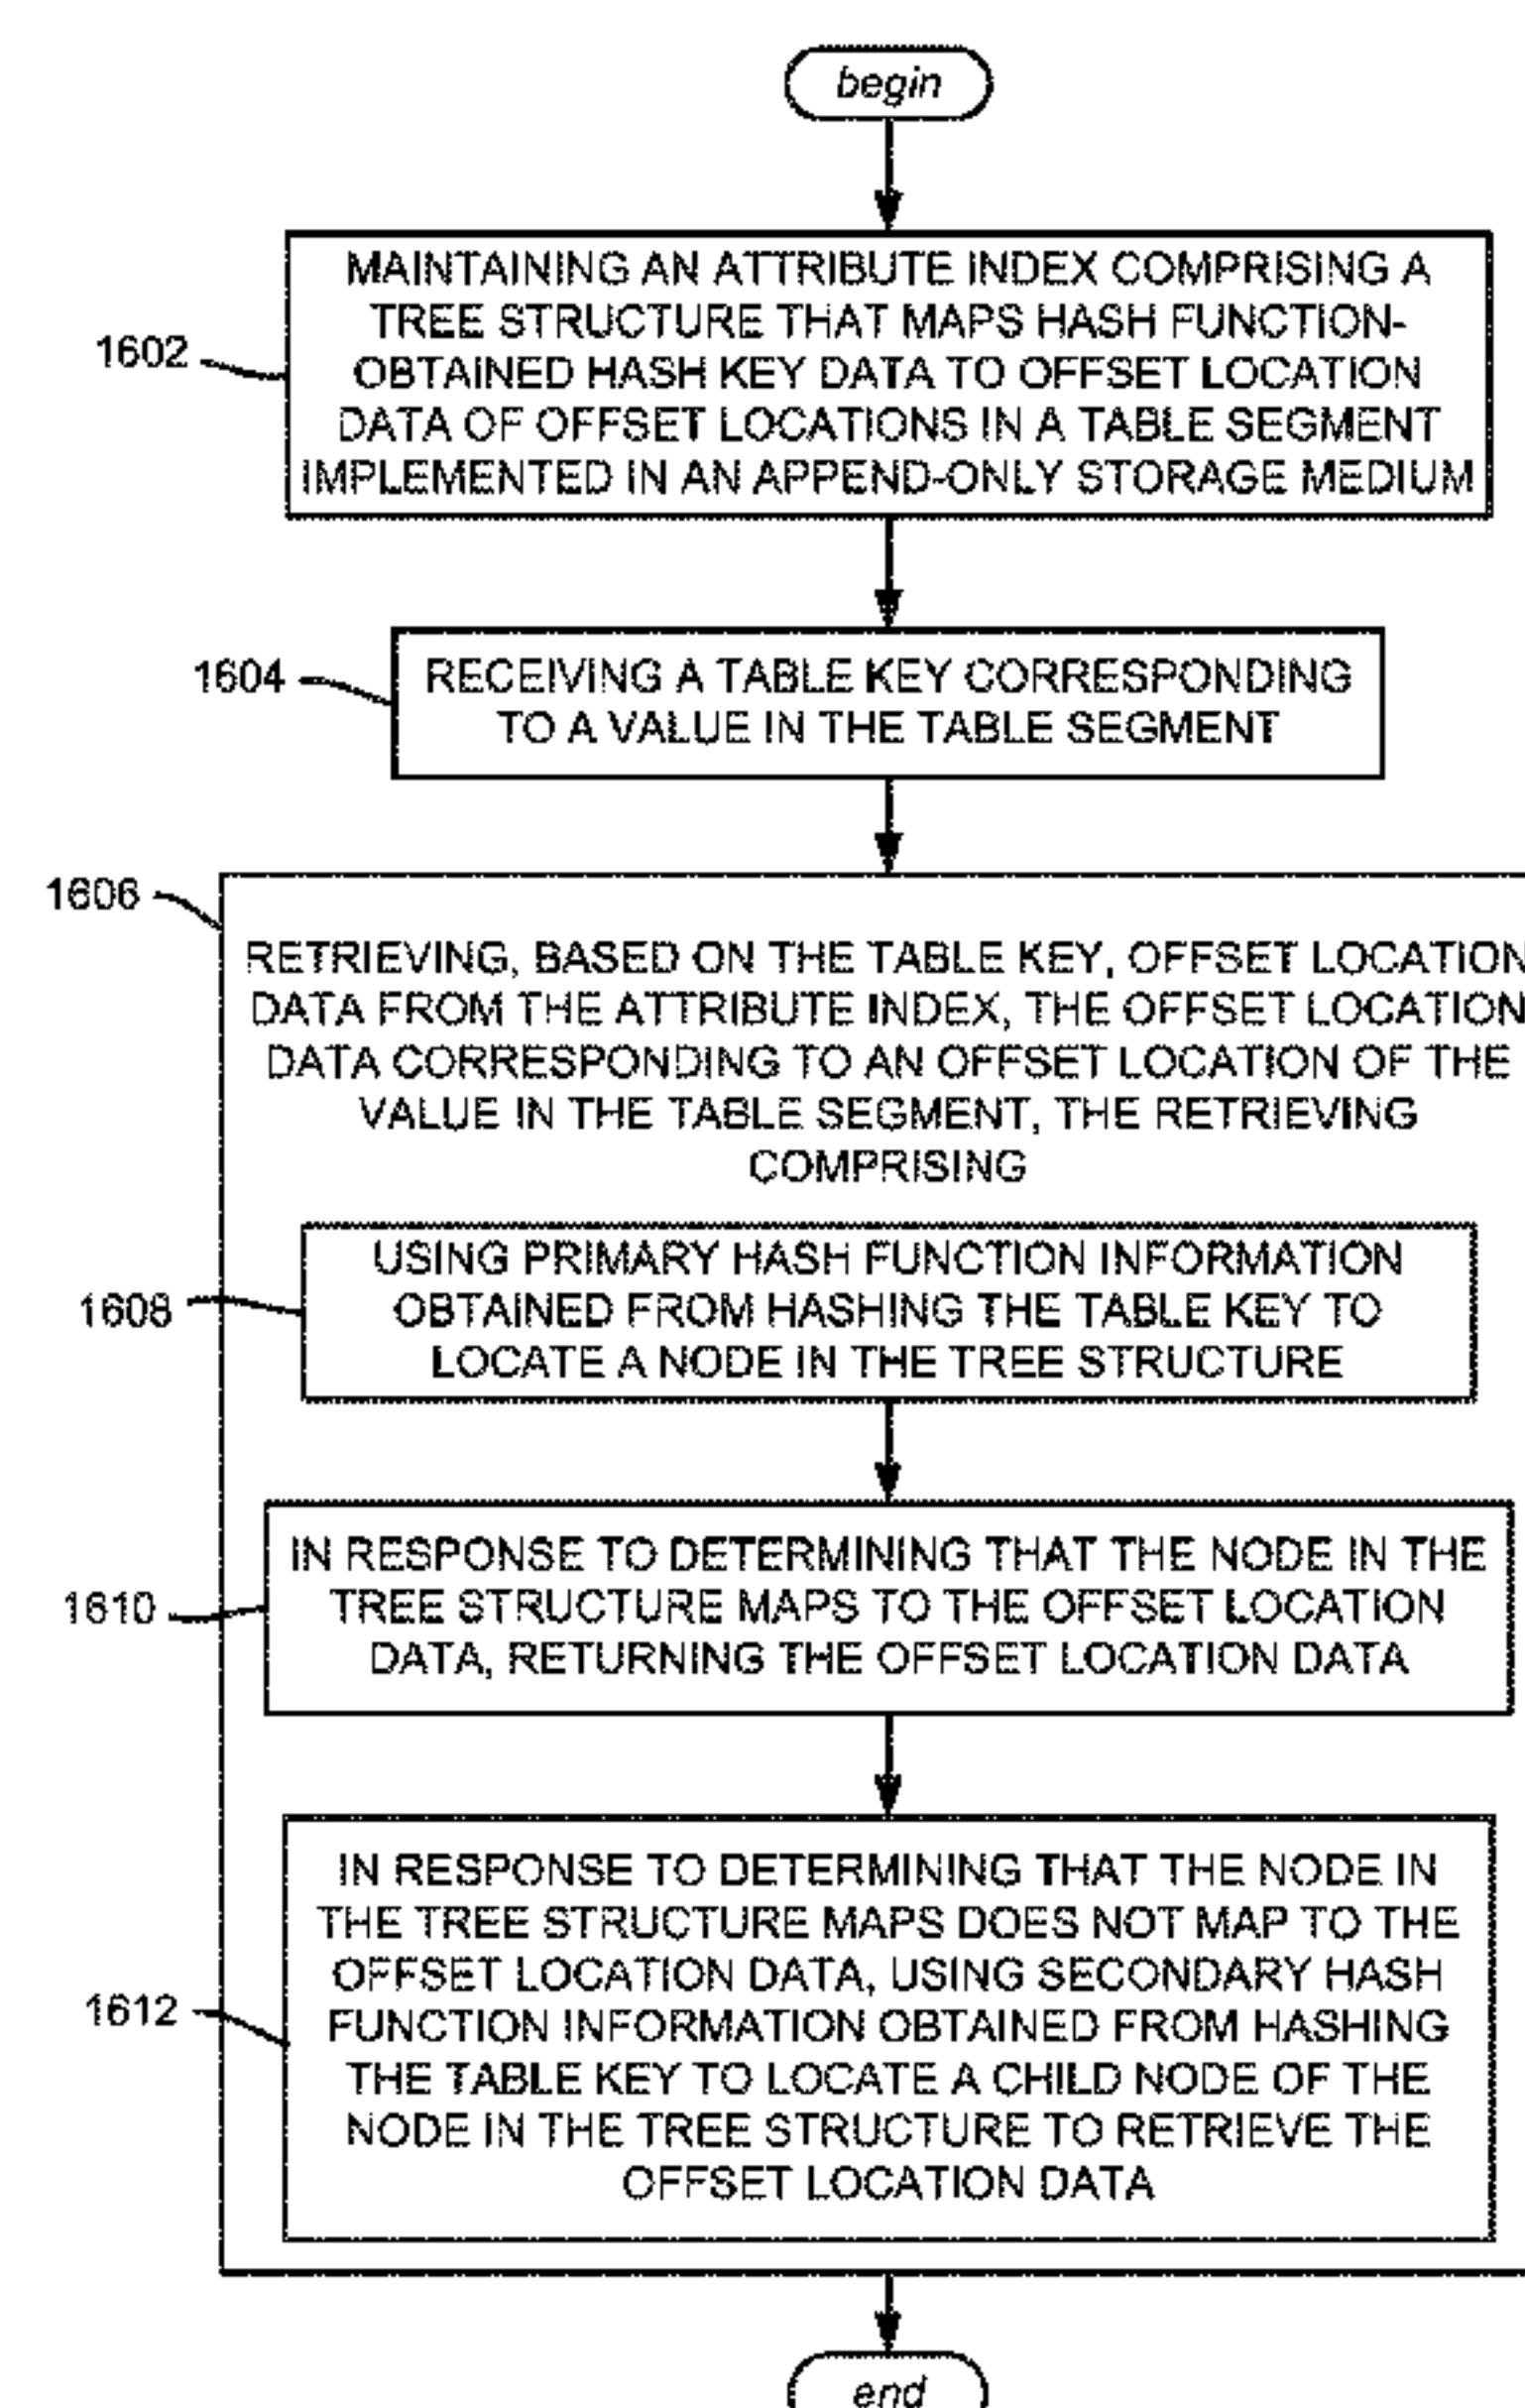 begin
1602
MAINTAINING AN ATTRIBUTE INDEX COMPRISING A
TREE STRUCTURE THAT MAPS HASH FUNCTION-
OBTAINED HASH KEY DATA TO OFFSET LOCATION
DATA OF OFFSET LOCATIONS IN A TABLE SEGMENT
IMPLEMENTED IN AN APPEND-ONLY STORAGE MEDIUM
1604
RECEIVING A TABLE KEY CORRESPONDING
TO A VALUE IN THE TABLE SEGMENT
1606
RETRIEVING, BASED ON THE TABLE KEY, OFFSET LOCATION
DATA FROM THE ATTRIBUTE INDEX, THE OFFSET LOCATION
DATA CORRESPONDING TO AN OFFSET LOCATION OF THE
VALUE IN THE TABLE SEGMENT, THE RETRIEVING
COMPRISING
1608
USING PRIMARY HASH FUNCTION INFORMATION
OBTAINED FROM HASHING THE TABLE KEY TO
LOCATE A NODE IN THE TREE STRUCTURE
1610
IN RESPONSE TO DETERMINING THAT THE NODE IN THE
TREE STRUCTURE MAPS TO THE OFFSET LOCATION
DATA, RETURNING THE OFFSET LOCATION DATA
1612
IN RESPONSE TO DETERMINING THAT THE NODE IN
THE TREE STRUCTURE MAPS DOES NOT MAP TO THE
OFFSET LOCATION DATA, USING SECONDARY HASH
FUNCTION INFORMATION OBTAINED FROM HASHING
THE TABLE KEY TO LOCATE A CHILD NODE OF THE
NODE IN THE TREE STRUCTURE TO RETRIEVE THE
OFFSET LOCATION DATA
end